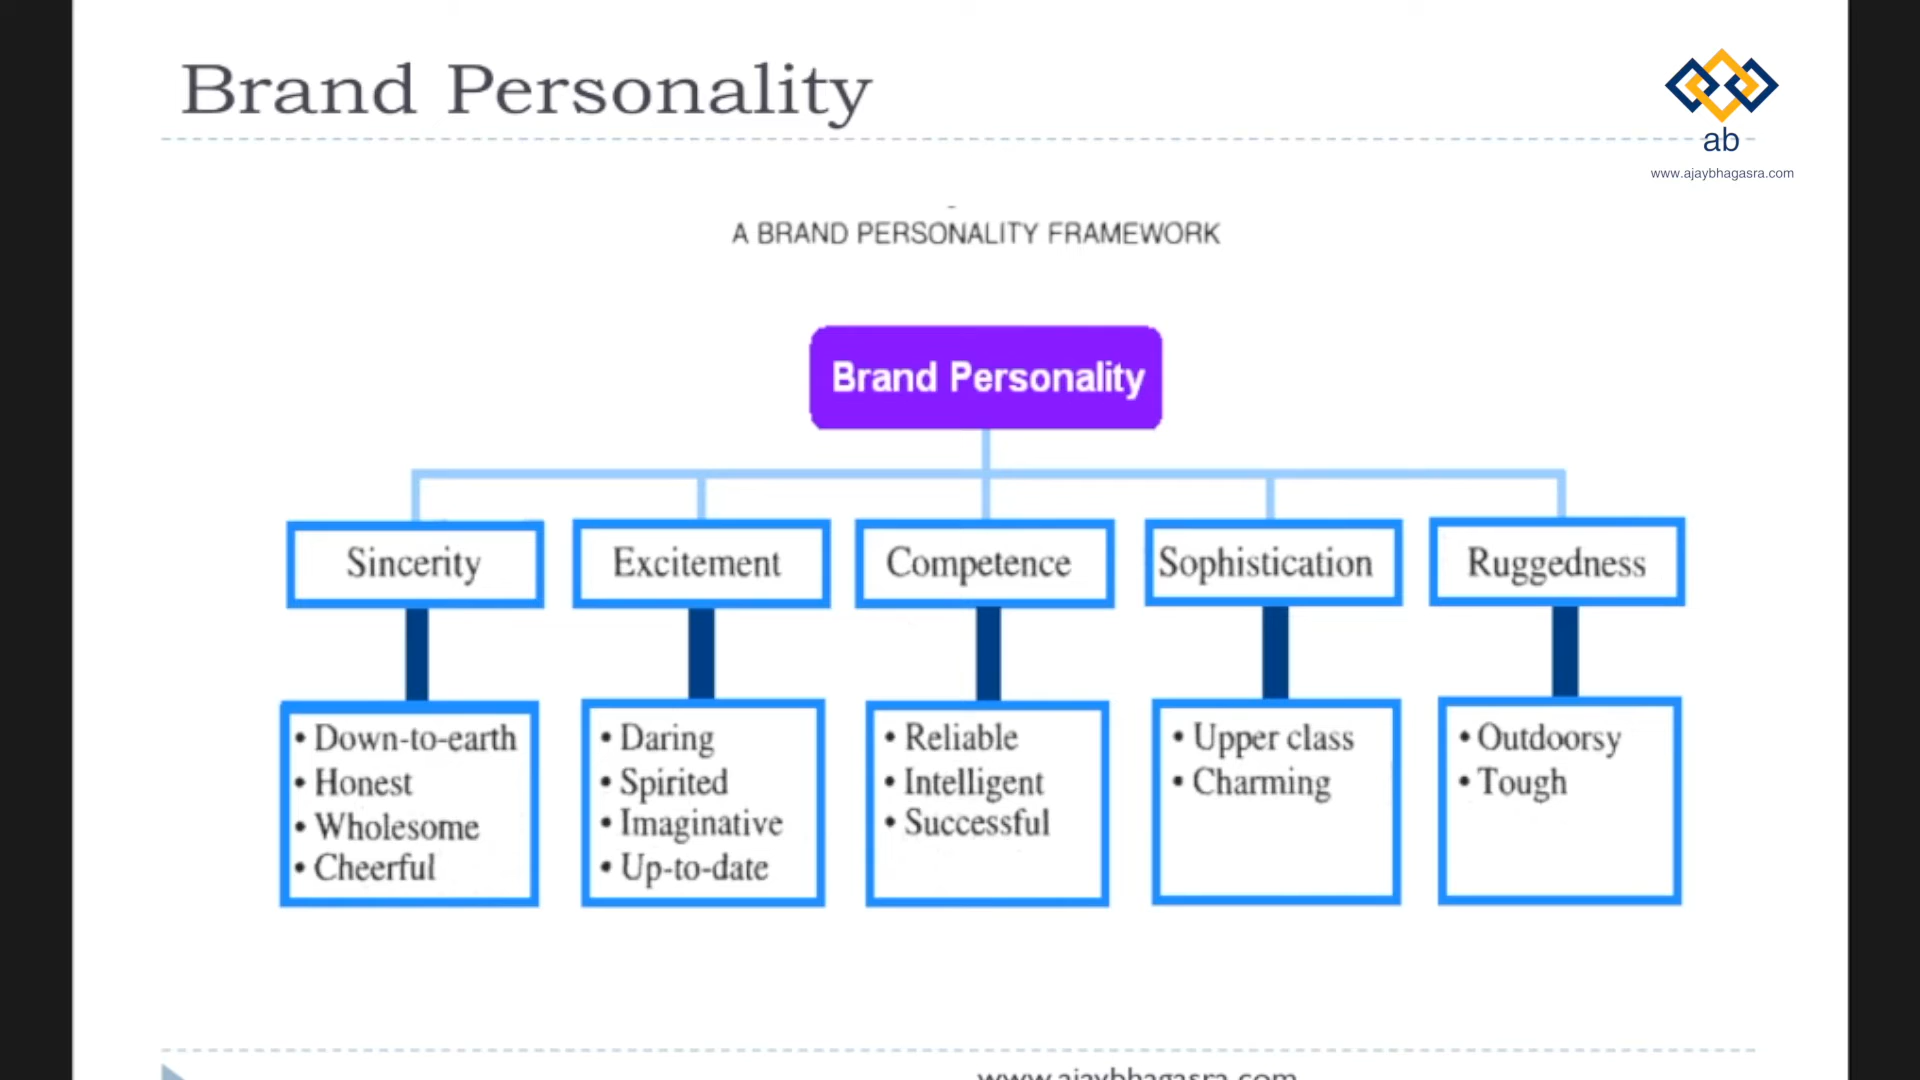 Brand Personality
ab
www.ajaybhagasra.com
A BRAND PERSONALITY FRAMEWORK
Brand Personality
Sincerity
Excitement
Competence
Sophistication
Ruggedness
• Down-to-earth
• Honest
• Wholesome
• Cheerful
• Daring
• Spirited
• Imaginative
• Up-to-date
• Reliable
• Intelligent
• Successful
• Upper class
• Charming
• Outdoorsy
• Tough
www.ajaybhagasra.com